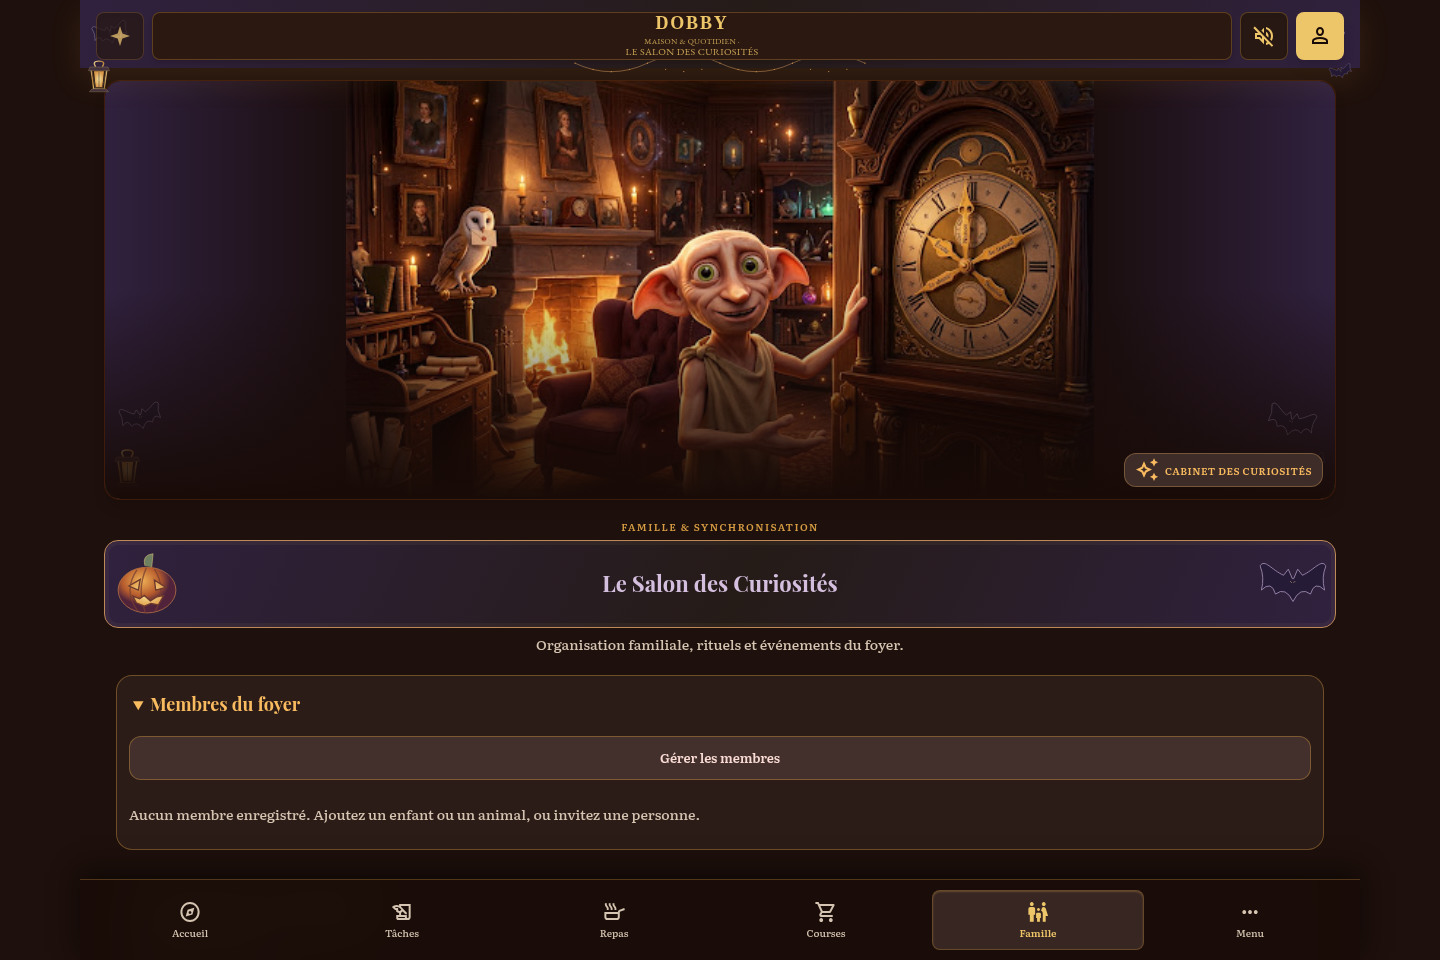 DOBBY
MAISON & QUOTIDIEN ·
LE SALON DES CURIOSITÉS
CABINET DES CURIOSITÉS
FAMILLE & SYNCHRONISATION
Le Salon des Curiosités
Organisation familiale, rituels et événements du foyer.
▼ Membres du foyer
Gérer les membres
Aucun membre enregistré. Ajoutez un enfant ou un animal, ou invitez une personne.
Accueil
Tâches
Repas
Courses
Famille
Menu